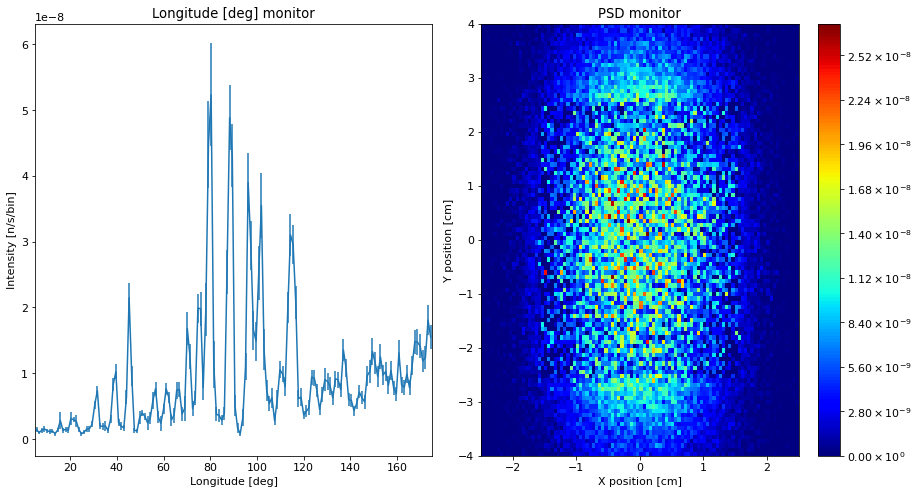 Longitude [deg] monitor
1e−8
6
5
4
3
2
1
0
Intensity [n/s/bin]
20 40 60 80 100 120 140 160
Longitude [deg]
PSD monitor
4
3
2
1
0
−1
−2
−3
−4
Y position [cm]
−2 −1 0 1 2
X position [cm]
2.52 × 10⁻⁸
2.24 × 10⁻⁸
1.96 × 10⁻⁸
1.68 × 10⁻⁸
1.40 × 10⁻⁸
1.12 × 10⁻⁸
8.40 × 10⁻⁹
5.60 × 10⁻⁹
2.80 × 10⁻⁹
0.00 × 10⁰